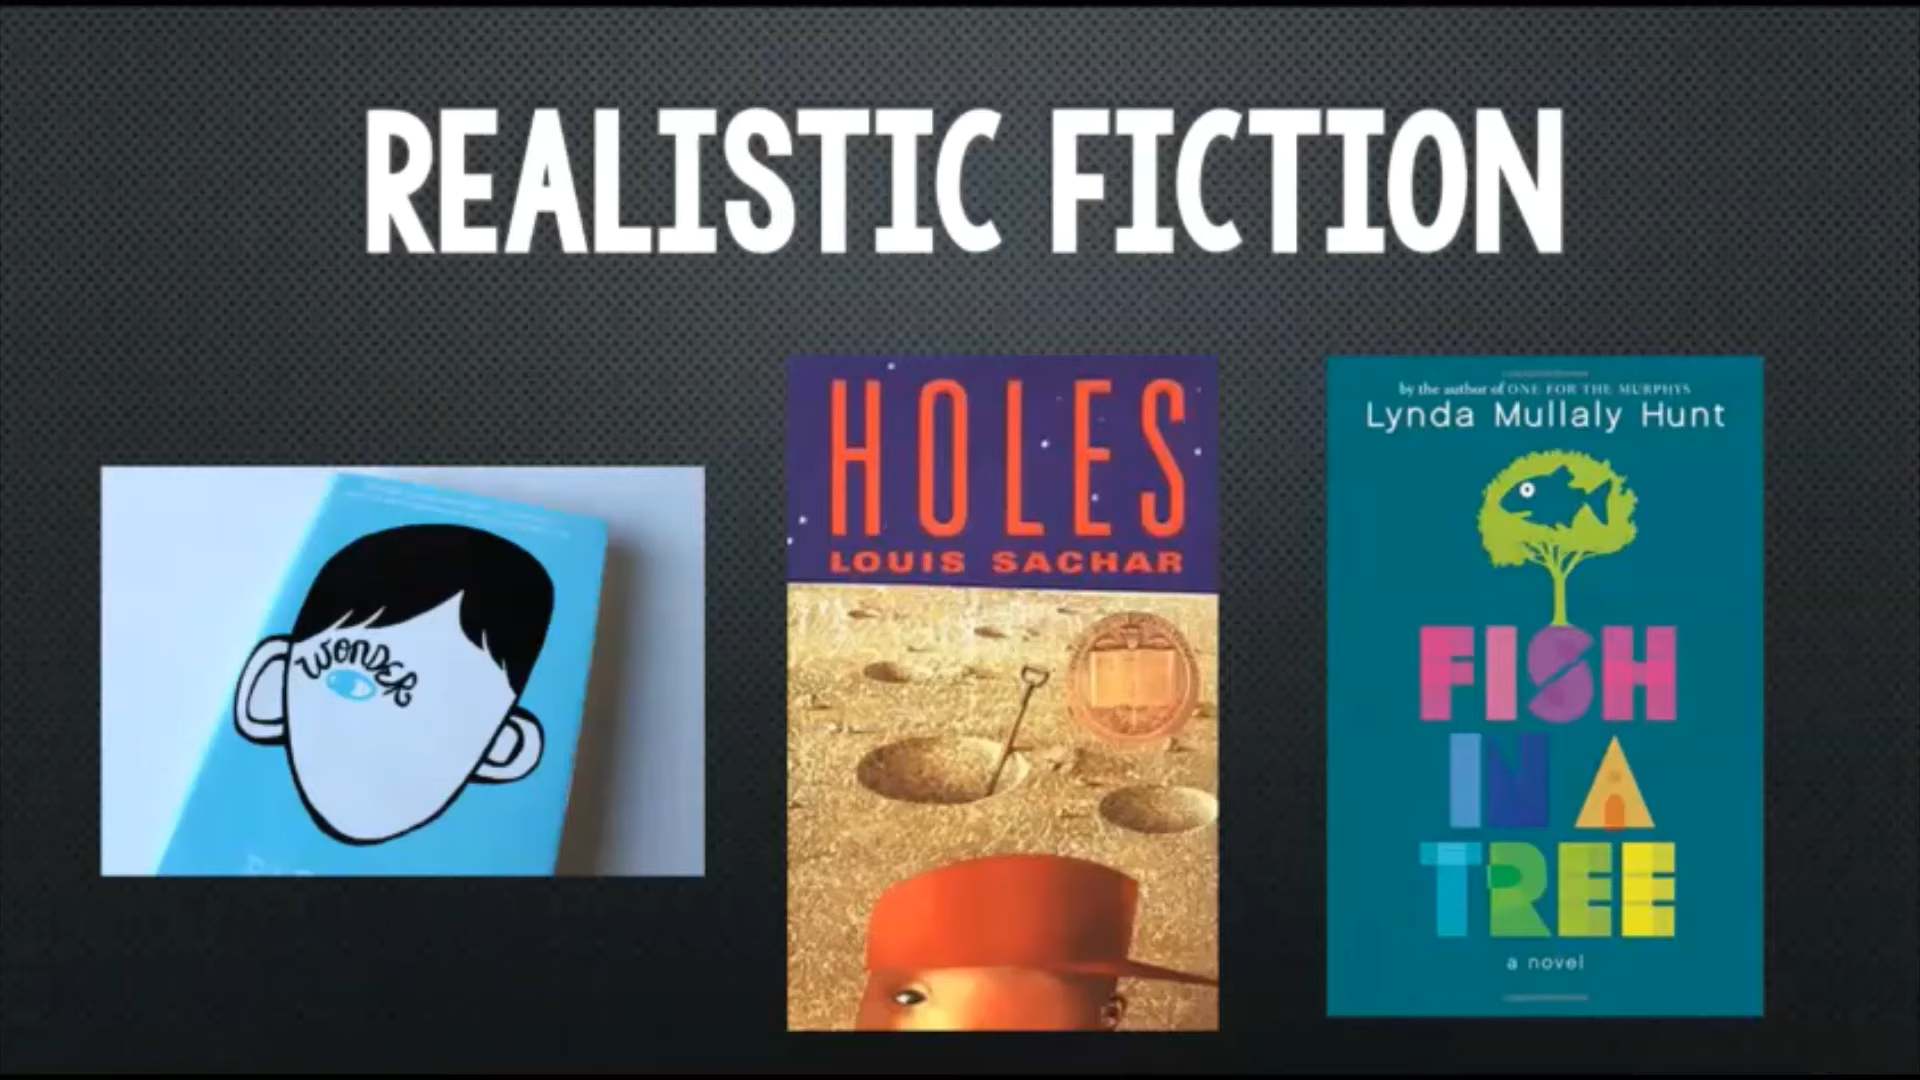 REALISTIC FICTION
WONDER
HOLES
LOUIS SACHAR
by the author of ONE FOR THE MURPHYS
Lynda Mullaly Hunt
FISH
IN A
TREE
a novel